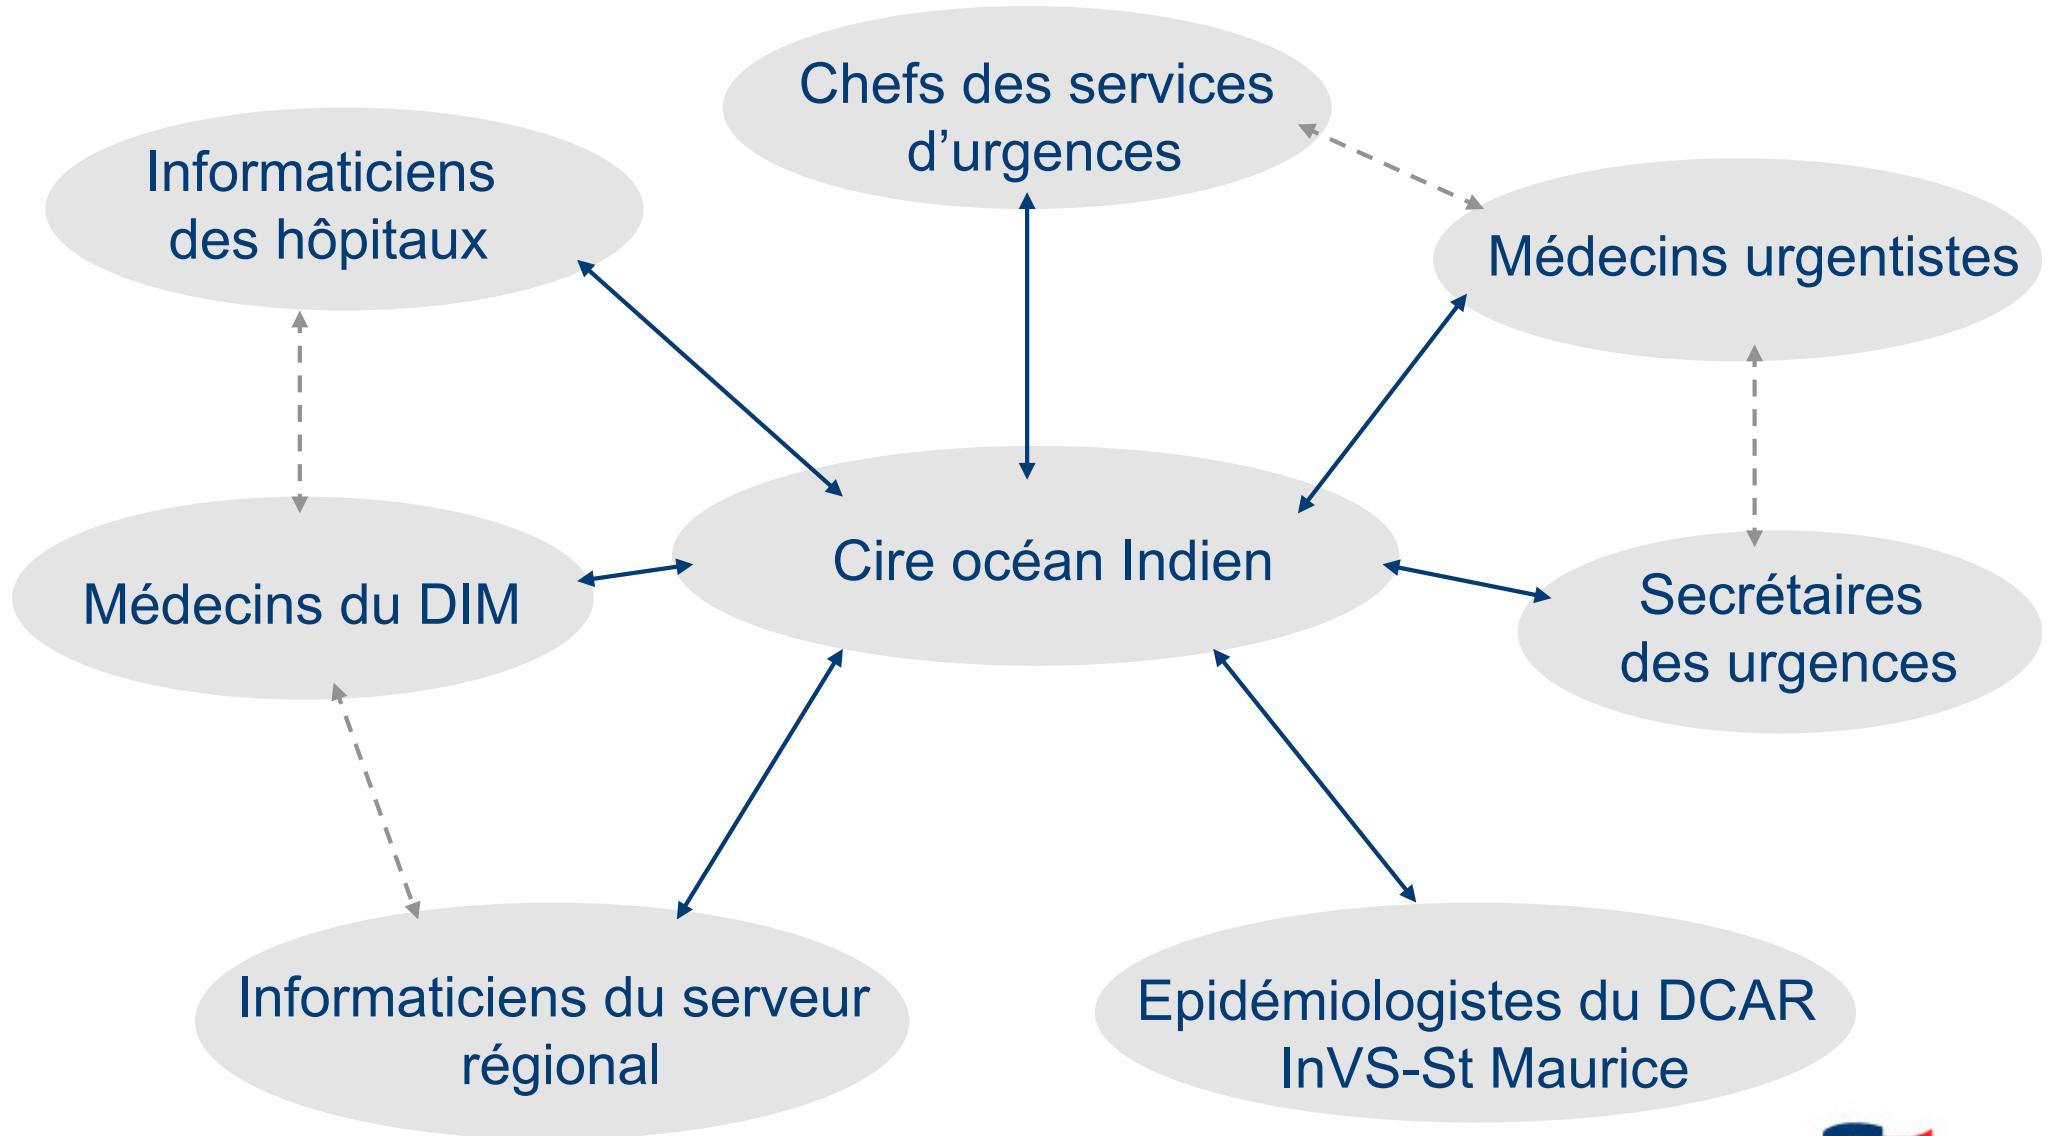 Chefs des services
d’urgences
Informaticiens
des hôpitaux
Médecins urgentistes
Cire océan Indien
Médecins du DIM
Secrétaires
des urgences
Informaticiens du serveur
régional
Epidémiologistes du DCAR
InVS-St Maurice